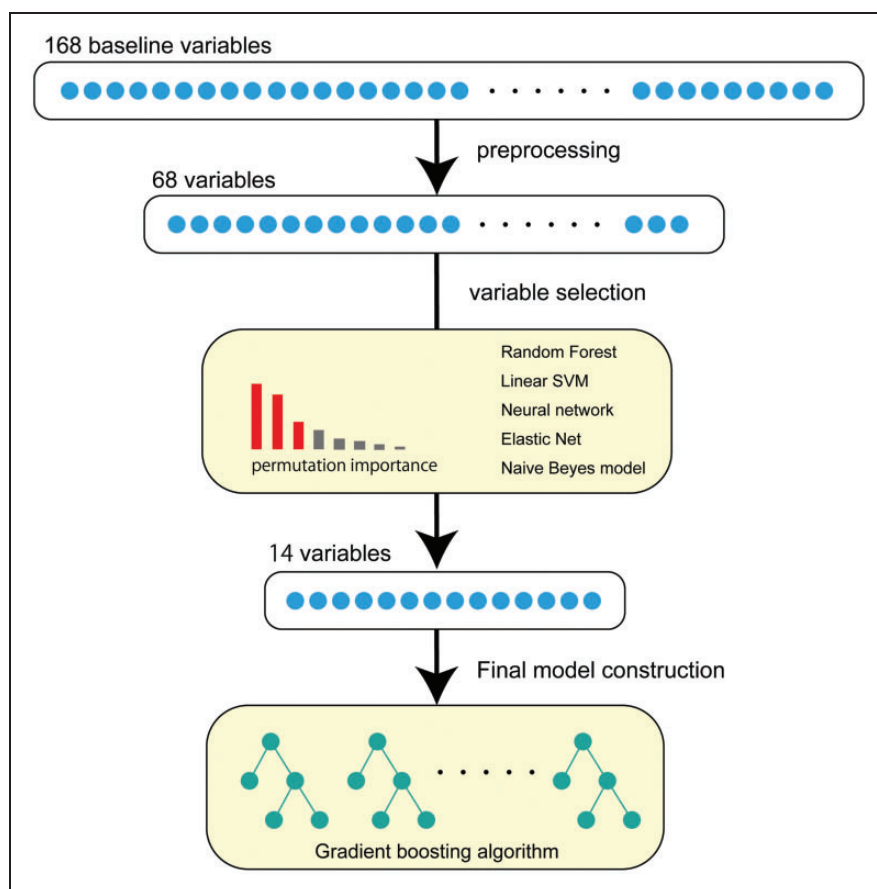 168 baseline variables
preprocessing
68 variables
variable selection
Random Forest
Linear SVM
Neural network
Elastic Net
Naive Beyes model
permutation importance
14 variables
Final model construction
Gradient boosting algorithm